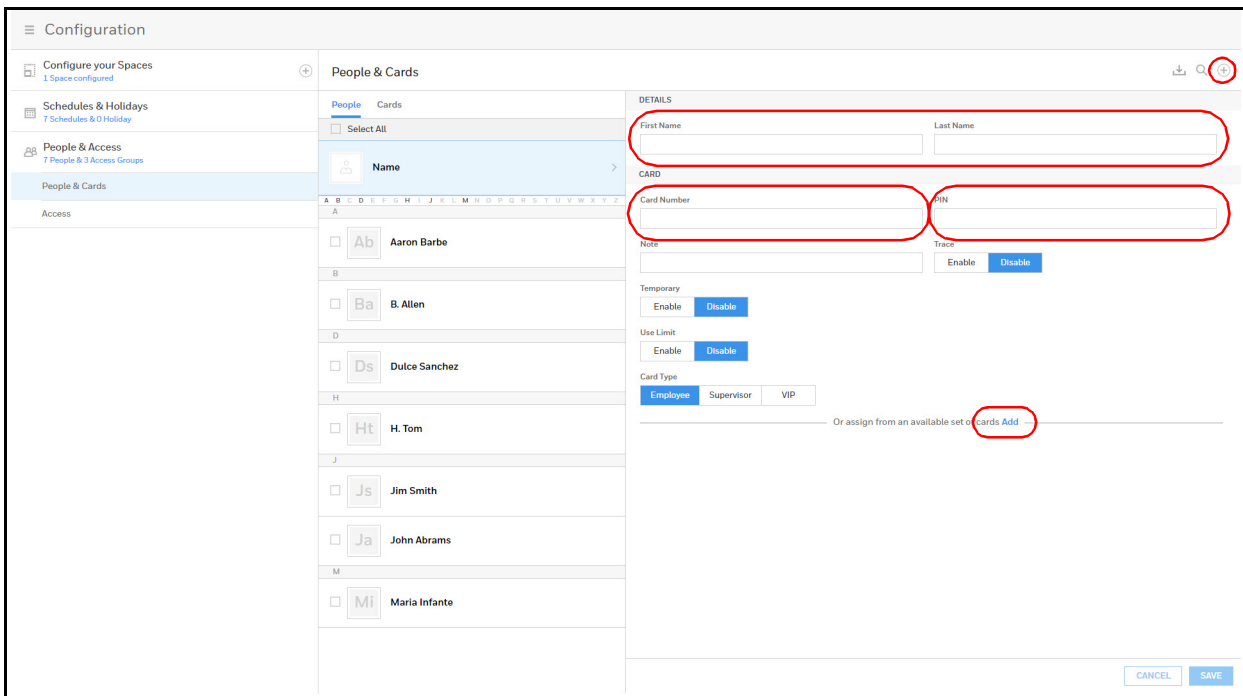 Configuration
Configure your Spaces
1 Space configured
Schedules & Holidays
7 Schedules & 0 Holiday
People & Access
7 People & 3 Access Groups
People & Cards
Access
People & Cards
People Cards
Select All
Name
A B C D E F G H I J K L M N O P Q R S T U V W X Y Z
A
Ab Aaron Barbe
B
Ba B. Allen
D
Ds Dulce Sanchez
H
Ht H. Tom
J
Js Jim Smith
Ja John Abrams
M
Mi Maria Infante
DETAILS
First Name Last Name
CARD
Card Number PIN
Note Trace
Enable Disable
Temporary
Enable Disable
Use Limit
Enable Disable
Card Type
Employee Supervisor VIP
Or assign from an available set of cards Add
CANCEL SAVE